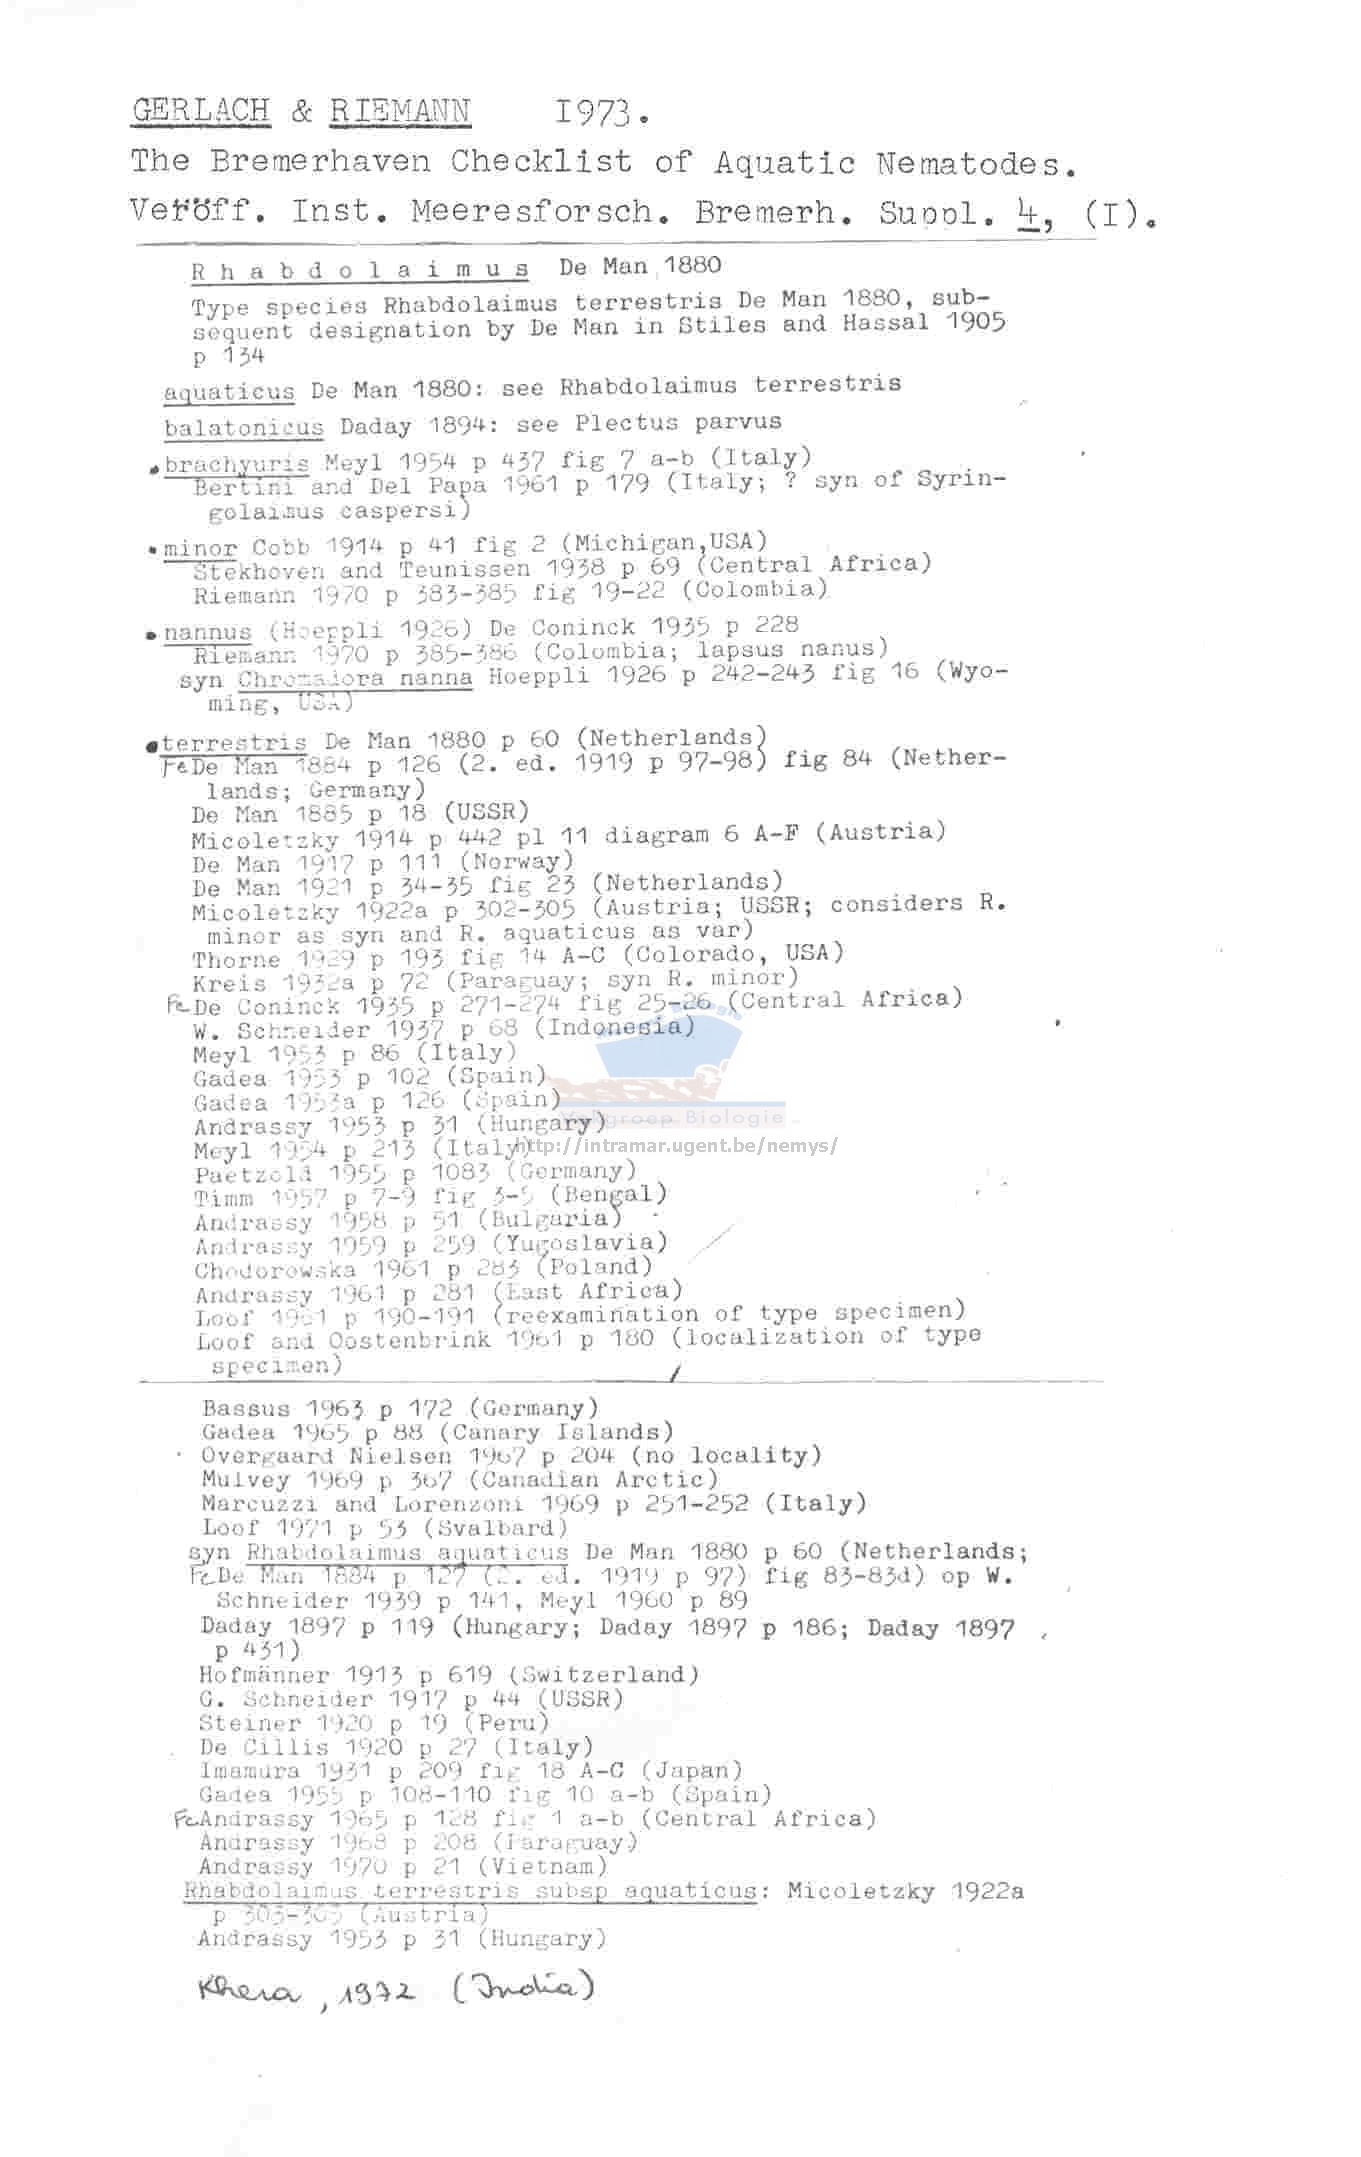 GERLACH & RIEMANN 1973.
The Bremerhaven Checklist of Aquatic Nematodes.
Veröff. Inst. Meeresforsch. Bremerh. Suppl. 4, (I).
Rhabdolaimus De Man 1880
Type species Rhabdolaimus terrestris De Man 1880, sub-
sequent designation by De Man in Stiles and Hassal 1905
p 134
aquaticus De Man 1880: see Rhabdolaimus terrestris
balatonicus Daday 1894: see Plectus parvus
• brachyuris Meyl 1954 p 437 fig 7 a-b (Italy)
Bertini and Del Papa 1961 p 179 (Italy; ? syn of Syrin-
golaimus caspersi)
• minor Cobb 1914 p 41 fig 2 (Michigan,USA)
Stekhoven and Teunissen 1938 p 69 (Central Africa)
Riemann 1970 p 383-385 fig 19-22 (Colombia)
• nannus (Hoeppli 1926) De Coninck 1935 p 228
Riemann 1970 p 385-386 (Colombia; lapsus nanus)
syn Chromadora nanna Hoeppli 1926 p 242-243 fig 16 (Wyo-
ming, USA)
• terrestris De Man 1880 p 60 (Netherlands)
Fc De Man 1884 p 126 (2. ed. 1919 p 97-98) fig 84 (Nether-
lands; Germany)
De Man 1885 p 18 (USSR)
Micoletzky 1914 p 442 pl 11 diagram 6 A-F (Austria)
De Man 1917 p 111 (Norway)
De Man 1921 p 34-35 fig 23 (Netherlands)
Micoletzky 1922a p 302-305 (Austria; USSR; considers R.
minor as syn and R. aquaticus as var)
Thorne 1929 p 193 fig 14 A-C (Colorado, USA)
Kreis 1932a p 72 (Paraguay; syn R. minor)
Fc De Coninck 1935 p 271-274 fig 25-26 (Central Africa)
W. Schneider 1937 p 68 (Indonesia)
Meyl 1953 p 86 (Italy)
Gadea 1953 p 102 (Spain)
Gadea 1953a p 126 (Spain)
Andrassy 1953 p 31 (Hungary)
Vakgroep Biologie
Meyl 1954 p 213 (Italy)
http://intramar.ugent.be/nemys/
Paetzold 1955 p 1083 (Germany)
Timm 1957 p 7-9 fig 3-5 (Bengal)
Andrassy 1958 p 51 (Bulgaria)
Andrassy 1959 p 259 (Yugoslavia)
Chodorowska 1961 p 283 (Poland)
Andrassy 1961 p 281 (East Africa)
Loof 1961 p 190-191 (reexamination of type specimen)
Loof and Oostenbrink 1961 p 180 (localization of type
specimen)
Bassus 1963 p 172 (Germany)
Gadea 1965 p 88 (Canary Islands)
Overgaard Nielsen 1967 p 204 (no locality)
Mulvey 1969 p 367 (Canadian Arctic)
Marcuzzi and Lorenzoni 1969 p 251-252 (Italy)
Loof 1971 p 53 (Svalbard)
syn Rhabdolaimus aquaticus De Man 1880 p 60 (Netherlands;
Fc De Man 1884 p 127 (2. ed. 1919 p 97) fig 83-83d) op W.
Schneider 1939 p 141, Meyl 1960 p 89
Daday 1897 p 119 (Hungary; Daday 1897 p 186; Daday 1897
p 431)
Hofmänner 1913 p 619 (Switzerland)
G. Schneider 1917 p 44 (USSR)
Steiner 1920 p 19 (Peru)
De Cillis 1920 p 27 (Italy)
Imamura 1931 p 209 fig 18 A-C (Japan)
Gadea 1955 p 108-110 fig 10 a-b (Spain)
Fc Andrassy 1965 p 128 fig 1 a-b (Central Africa)
Andrassy 1968 p 208 (Paraguay)
Andrassy 1970 p 21 (Vietnam)
Rhabdolaimus terrestris subsp aquaticus: Micoletzky 1922a
p 303-305 (Austria)
Andrassy 1953 p 31 (Hungary)
Khera, 1972 (India)